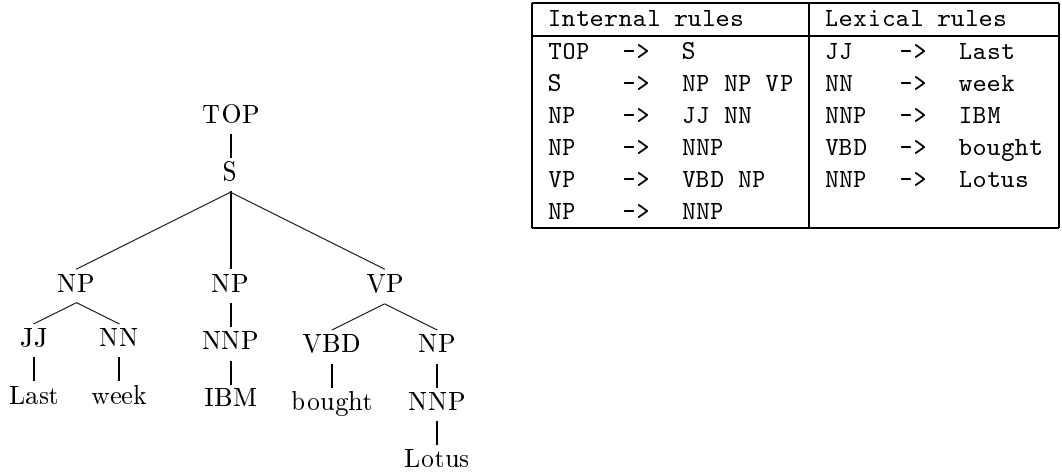 TOP
S
NP NP VP
JJ NN NNP VBD NP
Last week IBM bought NNP
Lotus
Internal rules Lexical rules
TOP -> S JJ -> Last
S -> NP NP VP NN -> week
NP -> JJ NN NNP -> IBM
NP -> NNP VBD -> bought
VP -> VBD NP NNP -> Lotus
NP -> NNP